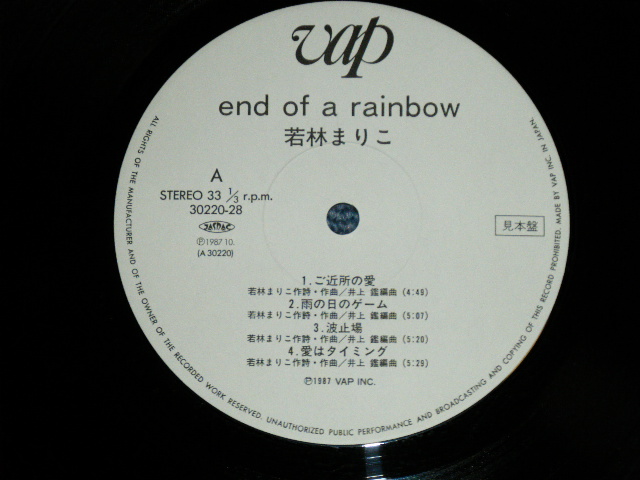 vap
end of a rainbow
若林まりこ
A
STEREO 33 1/3 r.p.m.
30220-28
JASRAC
Ⓟ1987 10.
(A 30220)
見本盤
1.ご近所の愛
若林まりこ作詩・作曲/井上 鑑編曲 (4:49)
2.雨の日のゲーム
若林まりこ作詩・作曲/井上 鑑編曲 (5:07)
3.波止場
若林まりこ作詩・作曲/井上 鑑編曲 (5:20)
4.愛はタイミング
若林まりこ作詩・作曲/井上 鑑編曲 (5:29)
Ⓟ1987 VAP INC.
ALL RIGHTS OF THE MANUFACTURER AND OF THE OWNER OF THE RECORDED WORK RESERVED. UNAUTHORIZED PUBLIC PERFORMANCE AND BROADCASTING AND COPYING OF THIS RECORD PROHIBITED. MADE BY VAP INC. IN JAPAN.